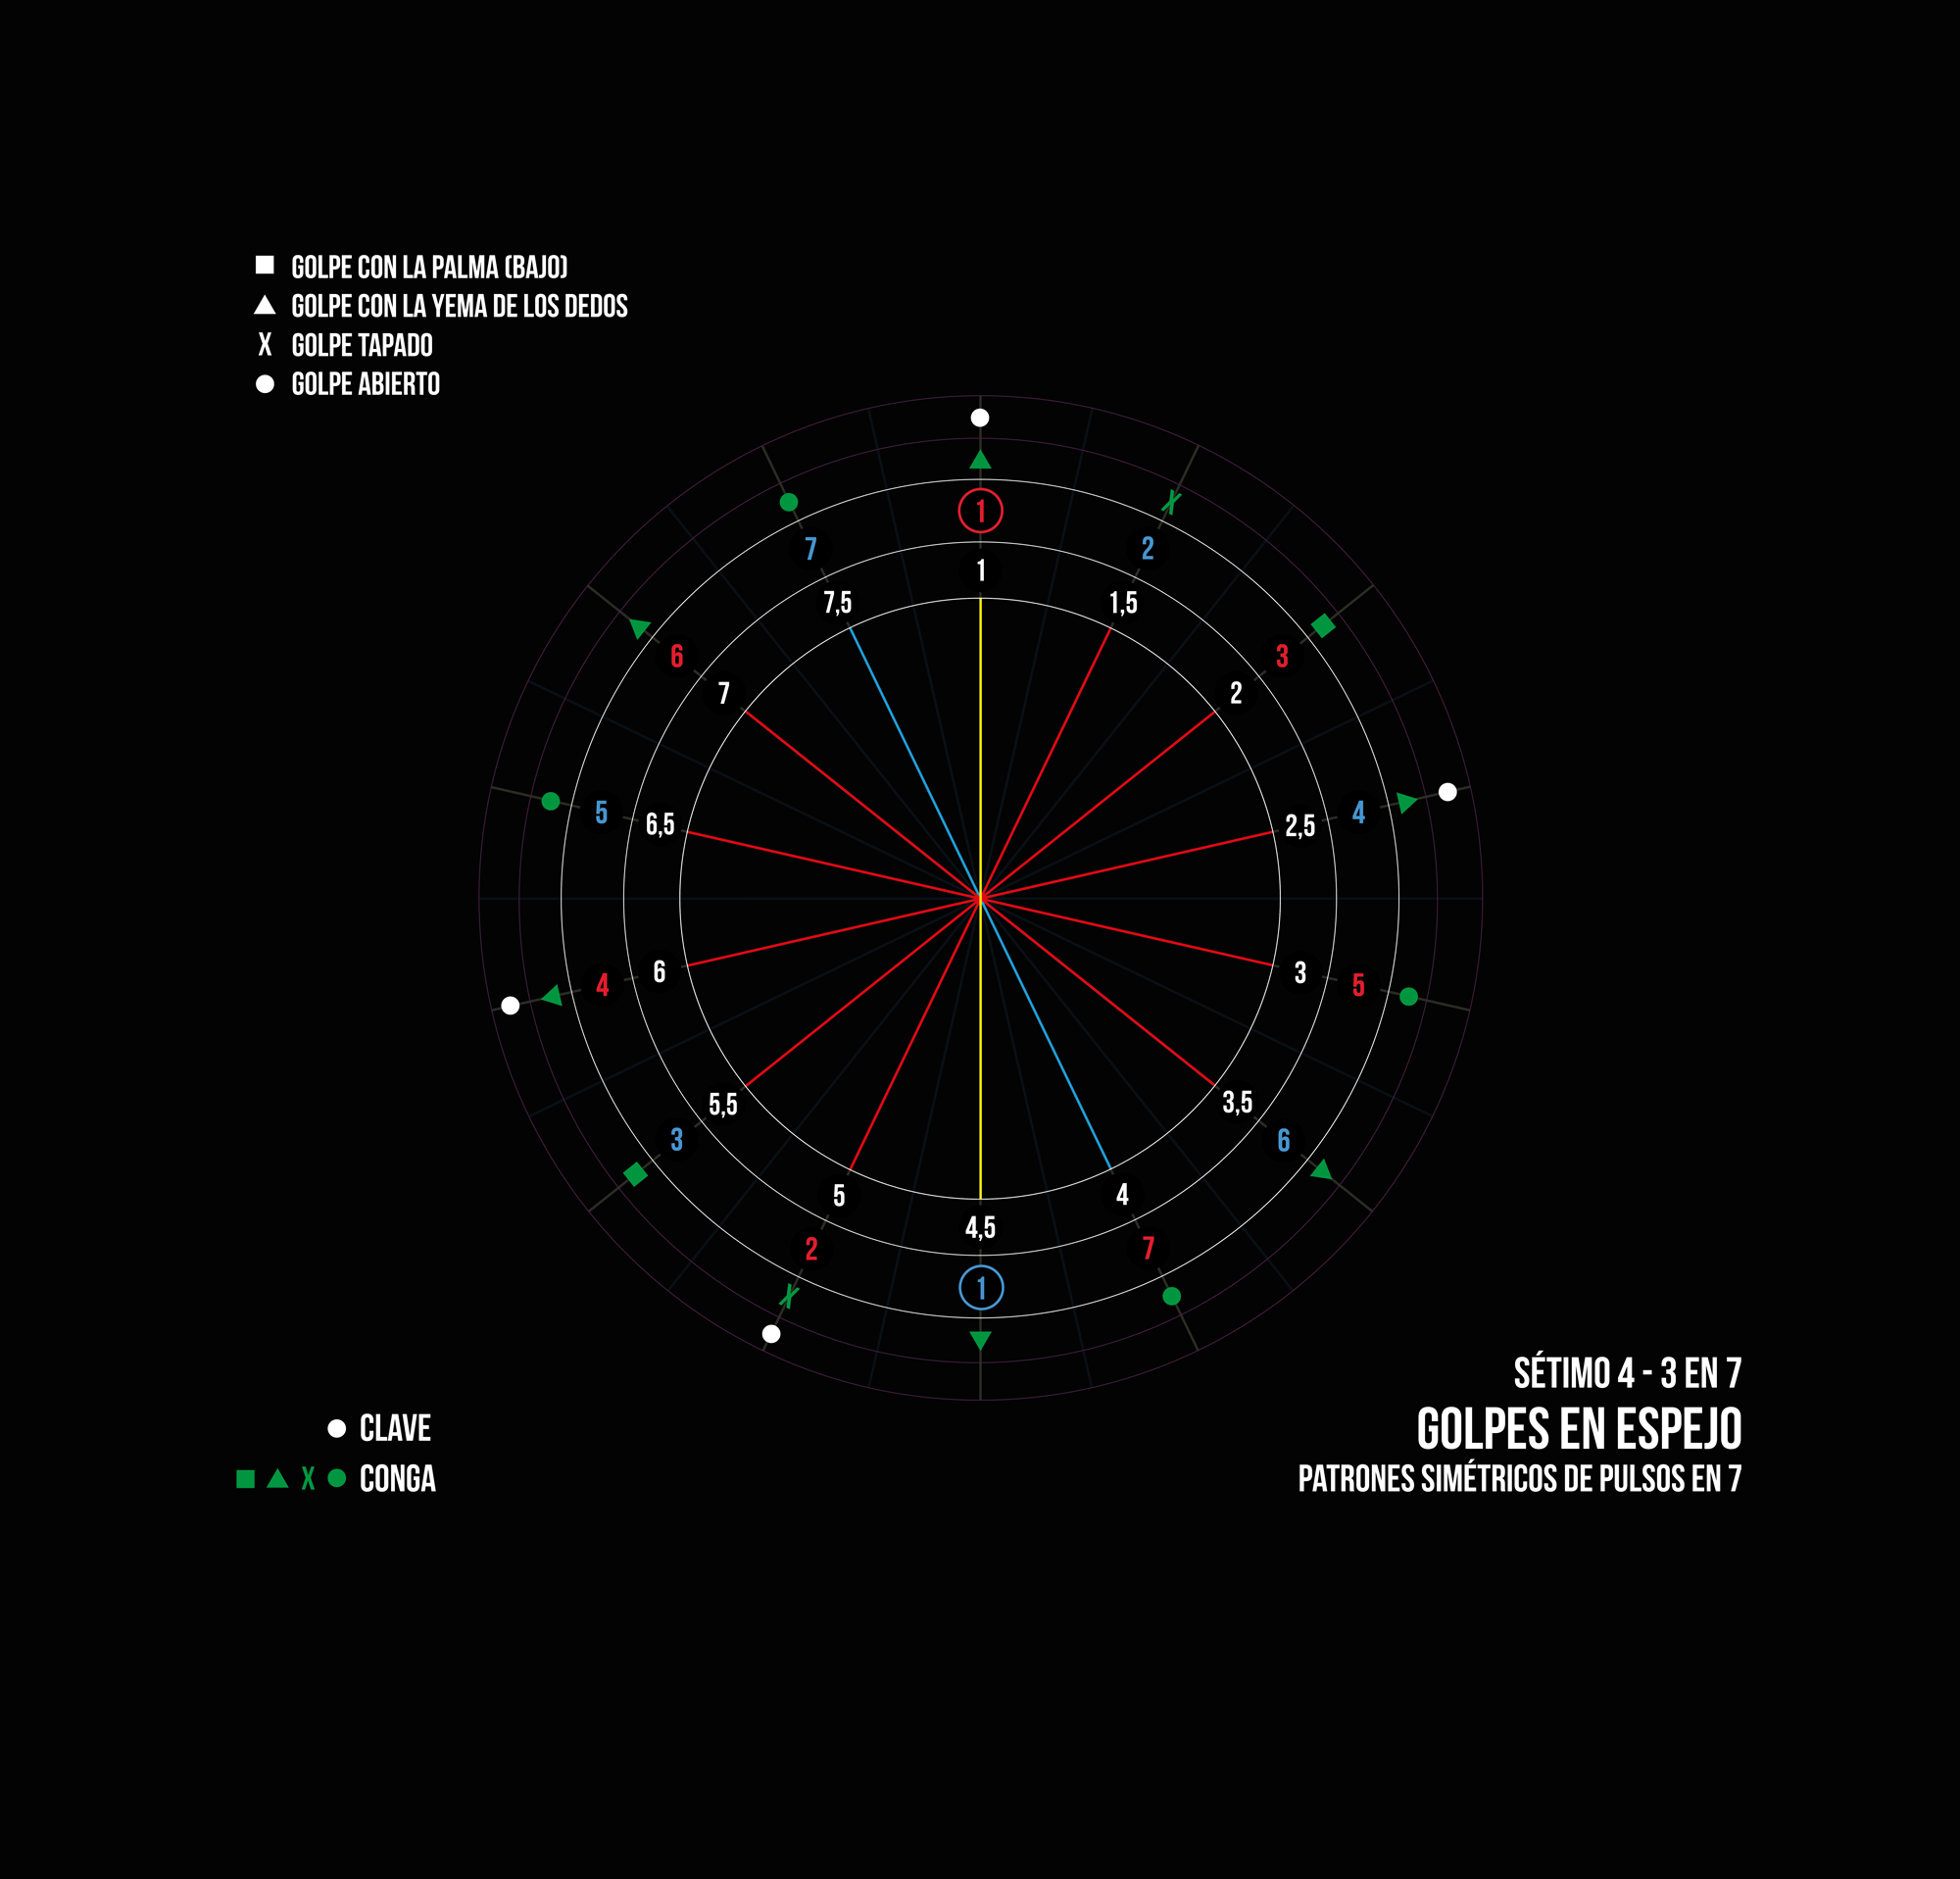 GOLPE CON LA PALMA (BAJO)
GOLPE CON LA YEMA DE LOS DEDOS
X GOLPE TAPADO
GOLPE ABIERTO
1
7 2
1
7,5 1,5
6 3
7 2
5 4
6,5 2,5
6 3
4 5
5,5 3,5
3 6
5 4
4,5
2 7
1
SÉTIMO 4 - 3 EN 7
GOLPES EN ESPEJO
PATRONES SIMÉTRICOS DE PULSOS EN 7
CLAVE
X CONGA